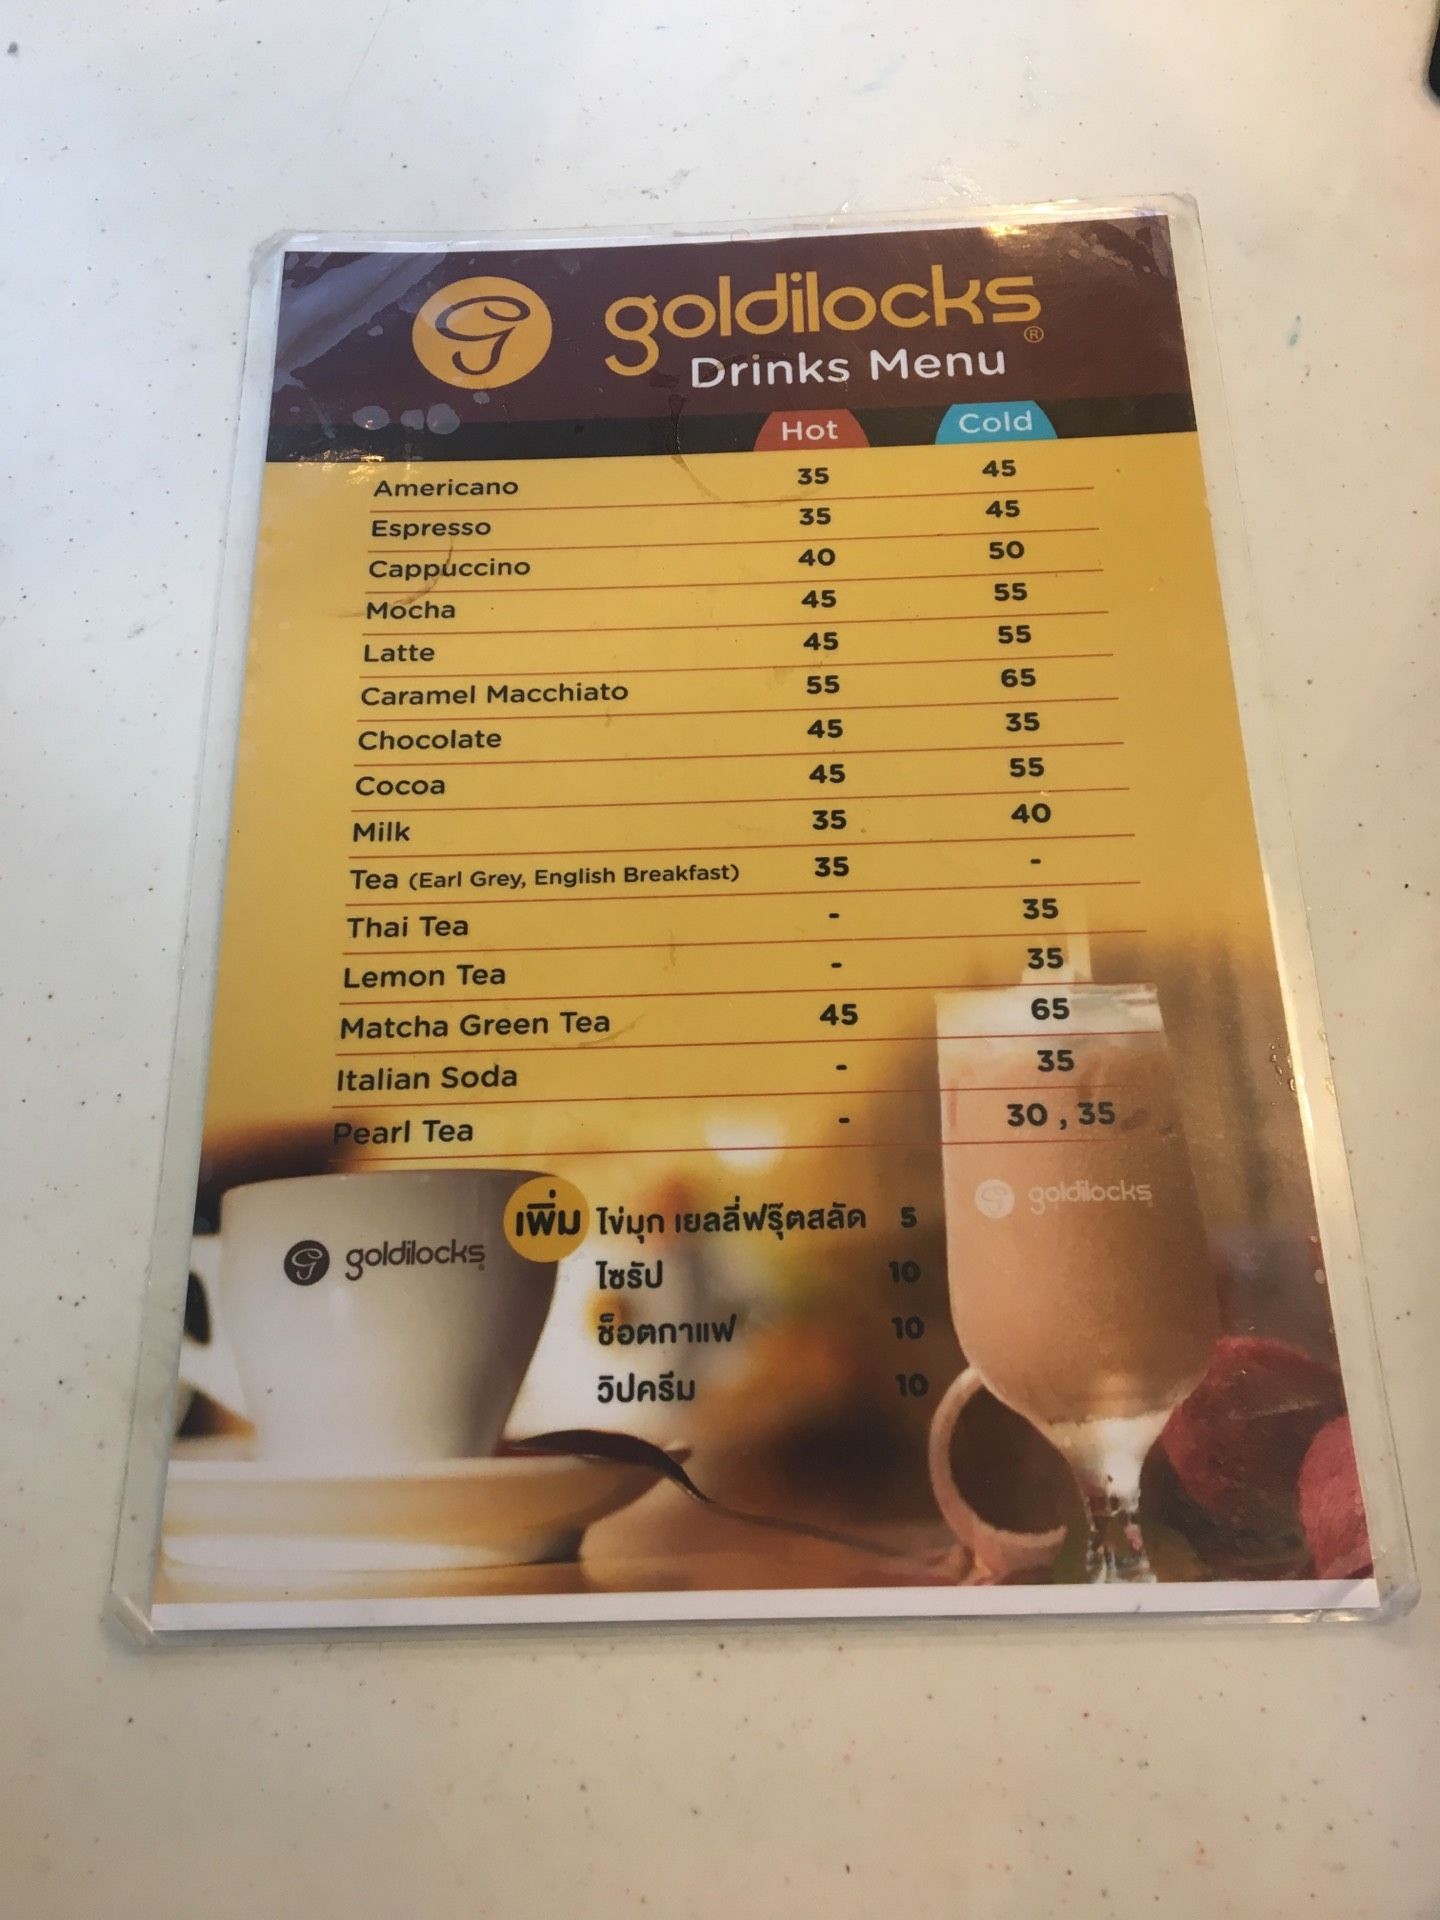 goldilocks®
Drinks Menu
Hot Cold
Americano 35 45
Espresso 35 45
Cappuccino 40 50
Mocha 45 55
Latte 45 55
Caramel Macchiato 55 65
Chocolate 45 35
Cocoa 45 55
Milk 35 40
Tea (Earl Grey, English Breakfast) 35 -
Thai Tea - 35
Lemon Tea - 35
Matcha Green Tea 45 65
Italian Soda - 35
Pearl Tea - 30 , 35
goldilocks
เพิ่ม ไข่มุก เยลลี่ฟรุ๊ตสลัด 5
goldilocks
ไซรัป 10
ช็อตกาแฟ 10
วิปครีม 10